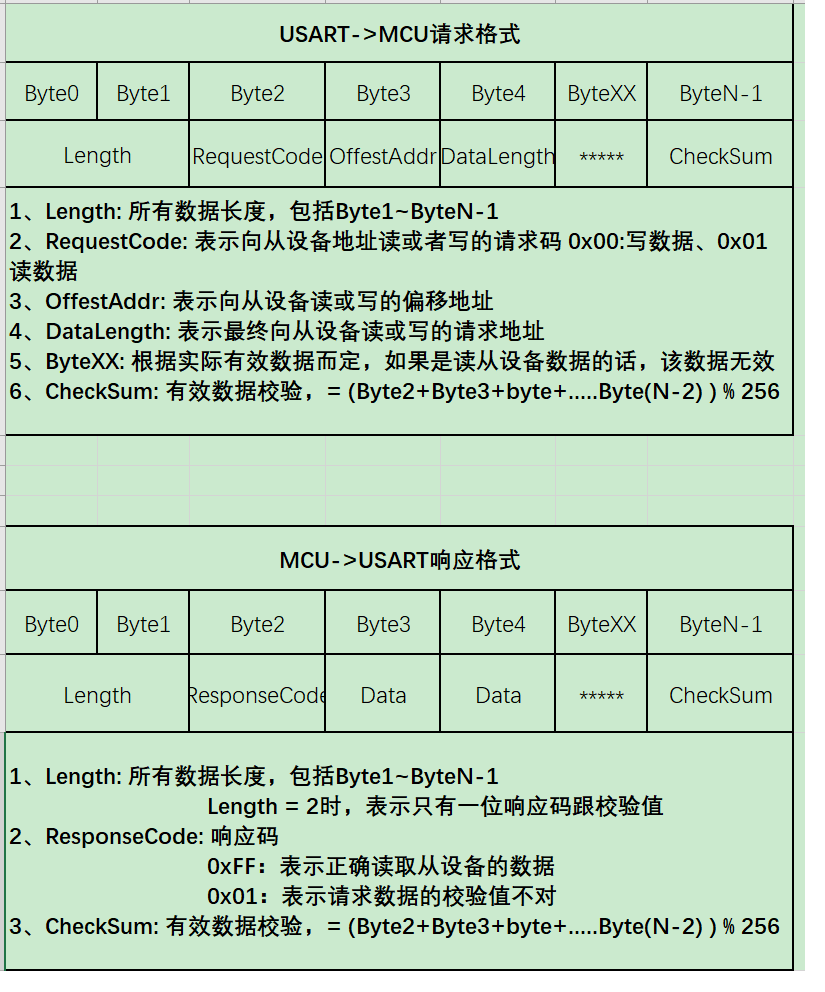 USART->MCU请求格式
Byte0 Byte1 Byte2 Byte3 Byte4 ByteXX ByteN-1
Length RequestCode OffestAddr DataLength ***** CheckSum
1、Length: 所有数据长度，包括Byte1~ByteN-1
2、RequestCode: 表示向从设备地址读或者写的请求码 0x00:写数据、0x01
读数据
3、OffestAddr: 表示向从设备读或写的偏移地址
4、DataLength: 表示最终向从设备读或写的请求地址
5、ByteXX: 根据实际有效数据而定，如果是读从设备数据的话，该数据无效
6、CheckSum: 有效数据校验，= (Byte2+Byte3+byte+.....Byte(N-2) ) % 256
MCU->USART响应格式
Byte0 Byte1 Byte2 Byte3 Byte4 ByteXX ByteN-1
Length ResponseCode Data Data ***** CheckSum
1、Length: 所有数据长度，包括Byte1~ByteN-1
Length = 2时，表示只有一位响应码跟校验值
2、ResponseCode: 响应码
0xFF：表示正确读取从设备的数据
0x01：表示请求数据的校验值不对
3、CheckSum: 有效数据校验，= (Byte2+Byte3+byte+.....Byte(N-2) ) % 256